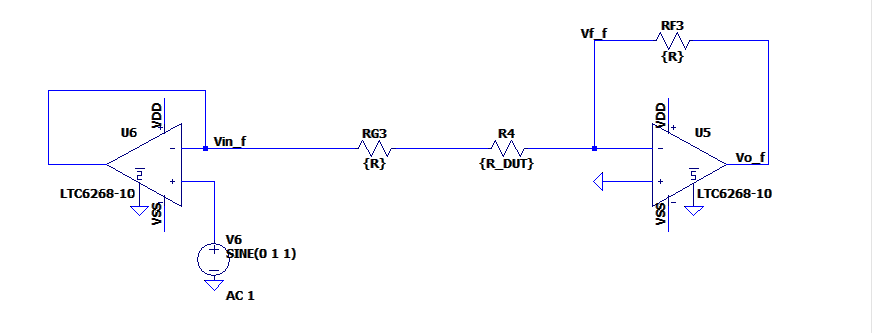 Vf_f
RF3
{R}
VDD
U6
Vin_f
RG3
{R}
R4
{R_DUT}
VDD
U5
Vo_f
LTC6268-10
VSS
LTC6268-10
VSS
V6
SINE(0 1 1)
AC 1